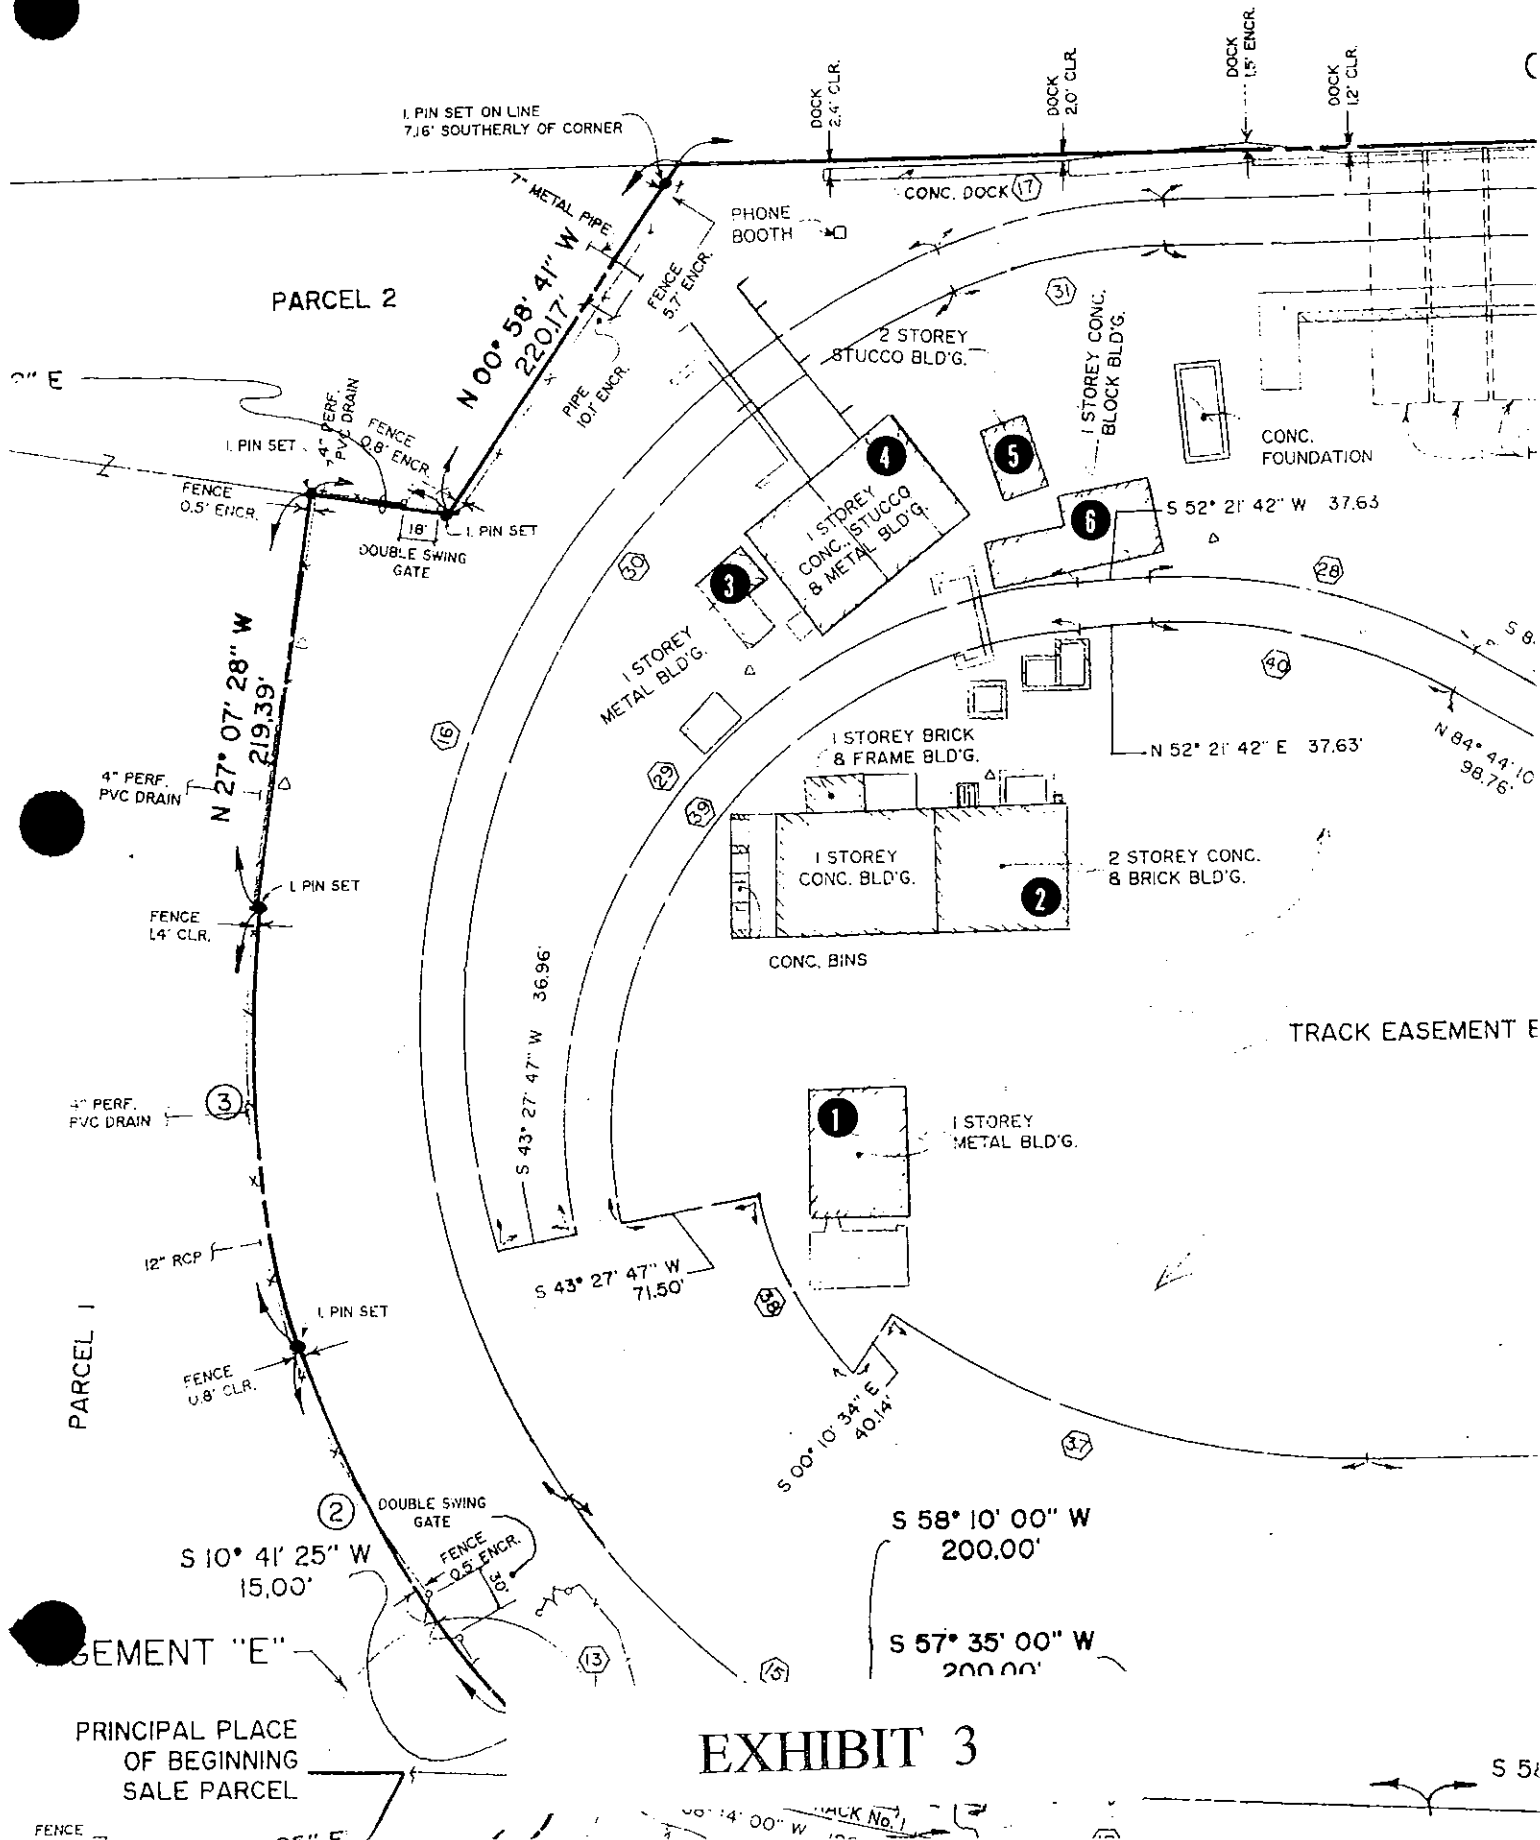 I. PIN SET ON LINE
7.16' SOUTHERLY OF CORNER
DOCK
2.4' CLR.
DOCK
2.0' CLR.
DOCK
1.5' ENCR.
DOCK
1.2' CLR.
7" METAL PIPE
CONC. DOCK 17
PHONE
BOOTH
FENCE
5.7' ENCR.
PARCEL 2
N 00° 58' 41" W
220.17'
PIPE
10.1' ENCR.
31
2 STOREY
STUCCO BLD'G.
1 STOREY CONC.
BLOCK BLD'G.
" E
4" PERF.
PVC DRAIN
FENCE
0.8' ENCR.
I. PIN SET
FENCE
0.5' ENCR.
18'
I. PIN SET
DOUBLE SWING
GATE
CONC.
FOUNDATION
4
5
6
3
1 STOREY
CONC., STUCCO
& METAL BLD'G.
S 52° 21' 42" W 37.63
30
28
40
S 8
1 STOREY
METAL BLD'G.
N 27° 07' 28" W
219.39'
16
29
39
1 STOREY BRICK
& FRAME BLD'G.
N 52° 21' 42" E 37.63'
N 84° 44' 10
98.76'
4" PERF.
PVC DRAIN
1 STOREY
CONC. BLD'G.
2 STOREY CONC.
& BRICK BLD'G.
2
I. PIN SET
FENCE
1.4' CLR.
CONC. BINS
S 43° 27' 47" W 36.96'
TRACK EASEMENT E
4" PERF.
PVC DRAIN
3
1
1 STOREY
METAL BLD'G.
12" RCP
S 43° 27' 47" W
71.50'
38
I. PIN SET
PARCEL 1
FENCE
0.8' CLR.
S 00° 10' 34" E
40.14'
37
2
DOUBLE SWING
GATE
FENCE
0.5' ENCR.
30'
S 10° 41' 25" W
15.00'
S 58° 10' 00" W
200.00'
SEMENT "E"
13
15
S 57° 35' 00" W
200.00'
PRINCIPAL PLACE
OF BEGINNING
SALE PARCEL
EXHIBIT 3
S 58
14' 00" W
RACK No. 1
FENCE